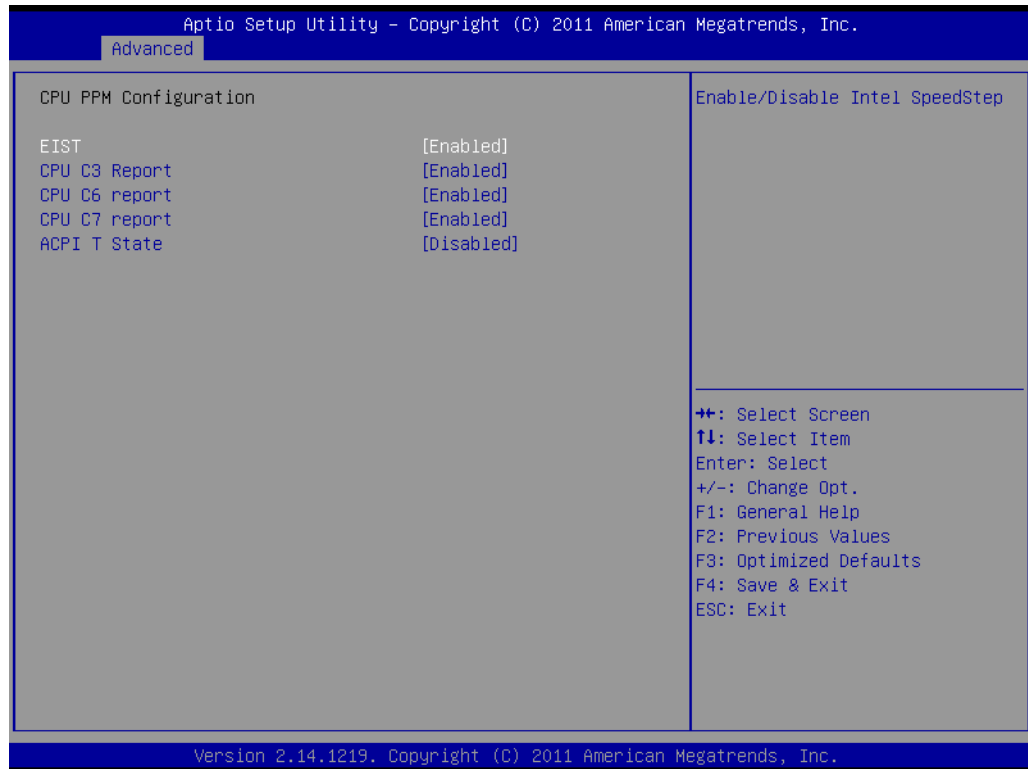 Aptio Setup Utility – Copyright (C) 2011 American Megatrends, Inc.
Advanced
CPU PPM Configuration
EIST [Enabled]
CPU C3 Report [Enabled]
CPU C6 report [Enabled]
CPU C7 report [Enabled]
ACPI T State [Disabled]
Enable/Disable Intel SpeedStep
→←: Select Screen
↑↓: Select Item
Enter: Select
+/-: Change Opt.
F1: General Help
F2: Previous Values
F3: Optimized Defaults
F4: Save & Exit
ESC: Exit
Version 2.14.1219. Copyright (C) 2011 American Megatrends, Inc.